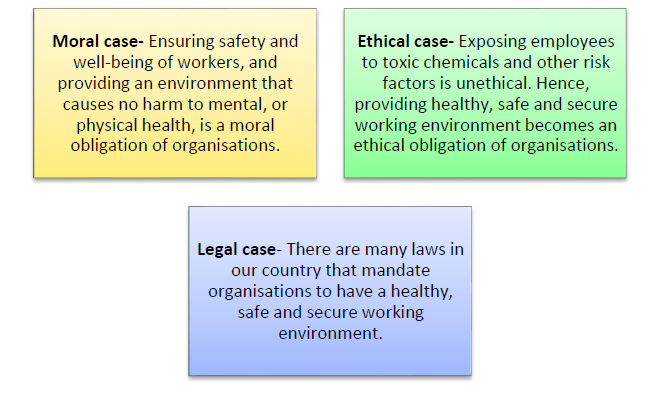 Moral case- Ensuring safety and
well-being of workers, and
providing an environment that
causes no harm to mental, or
physical health, is a moral
obligation of organisations.
Ethical case- Exposing employees
to toxic chemicals and other risk
factors is unethical. Hence,
providing healthy, safe and secure
working environment becomes an
ethical obligation of organisations.
Legal case- There are many laws in
our country that mandate
organisations to have a healthy,
safe and secure working
environment.